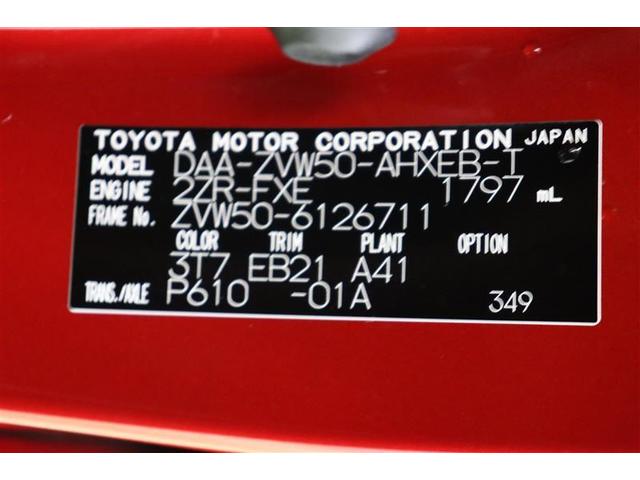 TOYOTA MOTOR CORPORATION JAPAN
MODEL DAA-ZVW50-AHXEB-T
ENGINE 2ZR-FXE 1797 mL
FRAME No. ZVW50-6126711
COLOR TRIM PLANT OPTION
3T7 EB21 A41
TRANS./AXLE P610 -01A 349